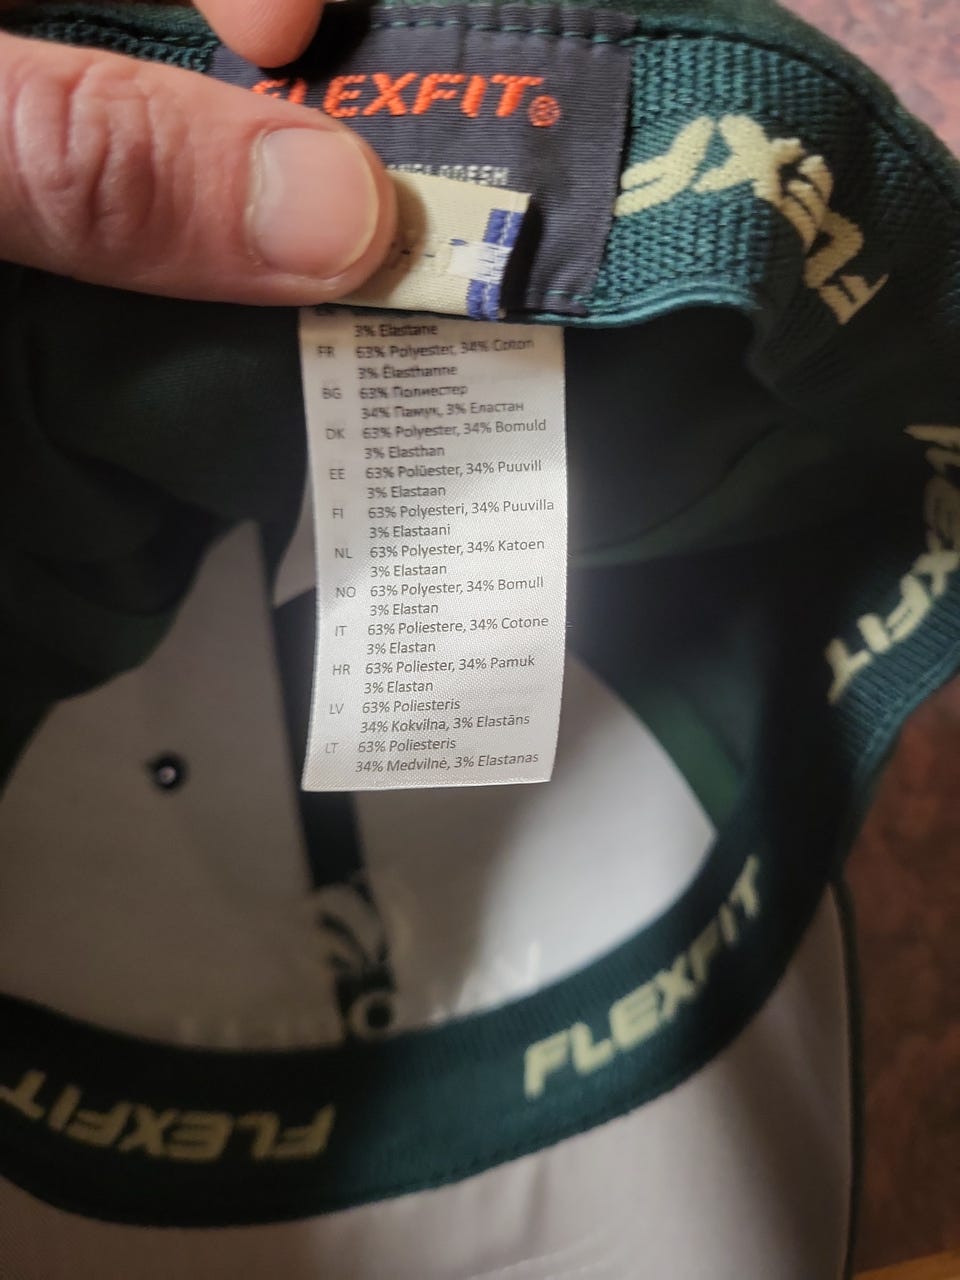 FLEXFIT®
3% Elastane
FR 63% Polyester, 34% Coton
3% Élasthanne
BG 63% Полиестер
34% Памук, 3% Еластан
DK 63% Polyester, 34% Bomuld
3% Elasthan
EE 63% Polüester, 34% Puuvill
3% Elastaan
FI 63% Polyesteri, 34% Puuvilla
3% Elastaani
NL 63% Polyester, 34% Katoen
3% Elastaan
NO 63% Polyester, 34% Bomull
3% Elastan
IT 63% Poliestere, 34% Cotone
3% Elastan
HR 63% Poliester, 34% Pamuk
3% Elastan
LV 63% Poliesteris
34% Kokvilna, 3% Elastāns
LT 63% Poliesteris
34% Medvilnė, 3% Elastanas
FLEXFIT
FLEXFIT
FLEXFIT
FLEXFIT